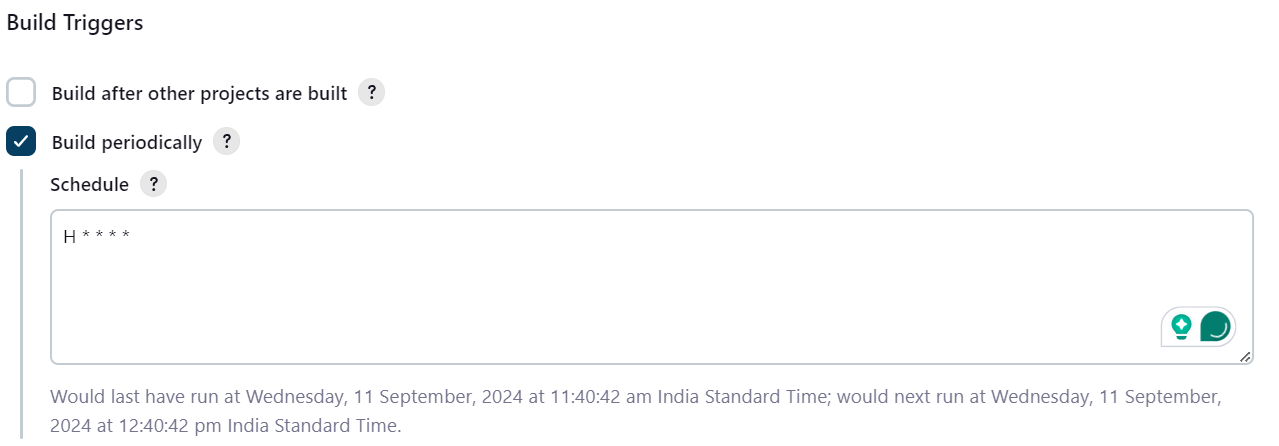 Build Triggers
Build after other projects are built ?
Build periodically ?
Schedule ?
H * * * *
Would last have run at Wednesday, 11 September, 2024 at 11:40:42 am India Standard Time; would next run at Wednesday, 11 September,
2024 at 12:40:42 pm India Standard Time.